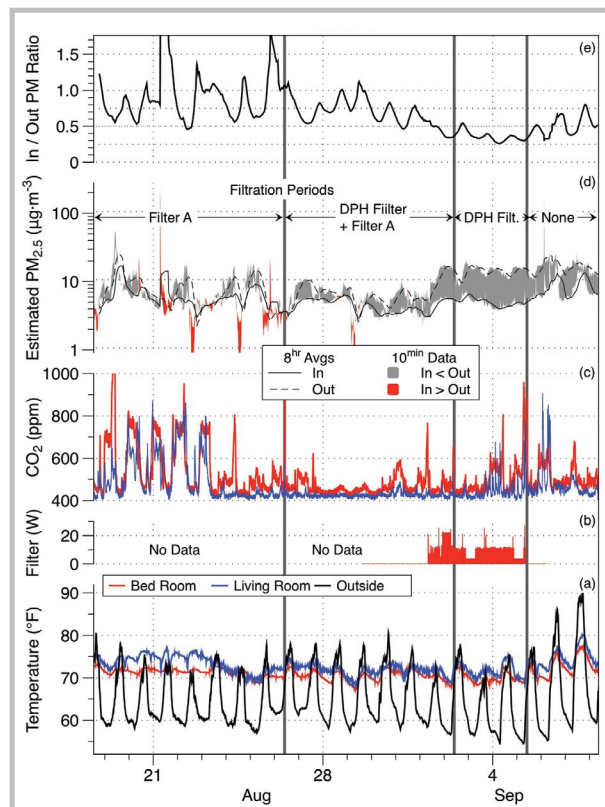 (e)
In / Out PM Ratio
1.5
1.0
0.5
0
(d)
Estimated PM2.5 (µg·m-3)
100
10
1
Filtration Periods
Filter A
DPH Fiilter
+ Filter A
DPH Filt.
None
8hr Avgs
In
Out
10min Data
In < Out
In > Out
(c)
CO2 (ppm)
1000
800
600
400
(b)
Filter (W)
20
0
No Data
No Data
(a)
Bed Room
Living Room
Outside
Temperature (°F)
90
80
70
60
21
28
4
Aug
Sep